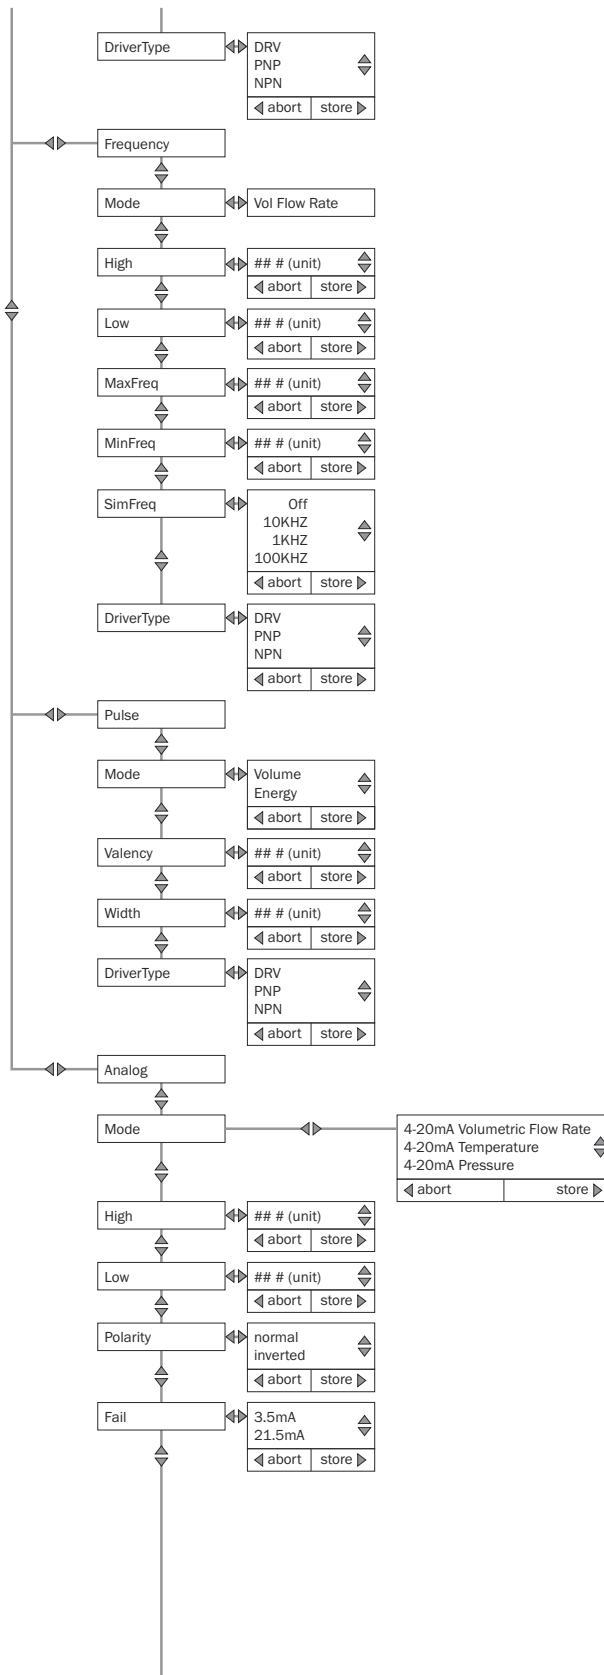 DriverType
DRV
PNP
NPN
abort store
Frequency
Mode
Vol Flow Rate
High
## # (unit)
abort store
Low
## # (unit)
abort store
MaxFreq
## # (unit)
abort store
MinFreq
## # (unit)
abort store
SimFreq
Off
10KHZ
1KHZ
100KHZ
abort store
DriverType
DRV
PNP
NPN
abort store
Pulse
Mode
Volume
Energy
abort store
Valency
## # (unit)
abort store
Width
## # (unit)
abort store
DriverType
DRV
PNP
NPN
abort store
Analog
Mode
4-20mA Volumetric Flow Rate
4-20mA Temperature
4-20mA Pressure
abort store
High
## # (unit)
abort store
Low
## # (unit)
abort store
Polarity
normal
inverted
abort store
Fail
3.5mA
21.5mA
abort store